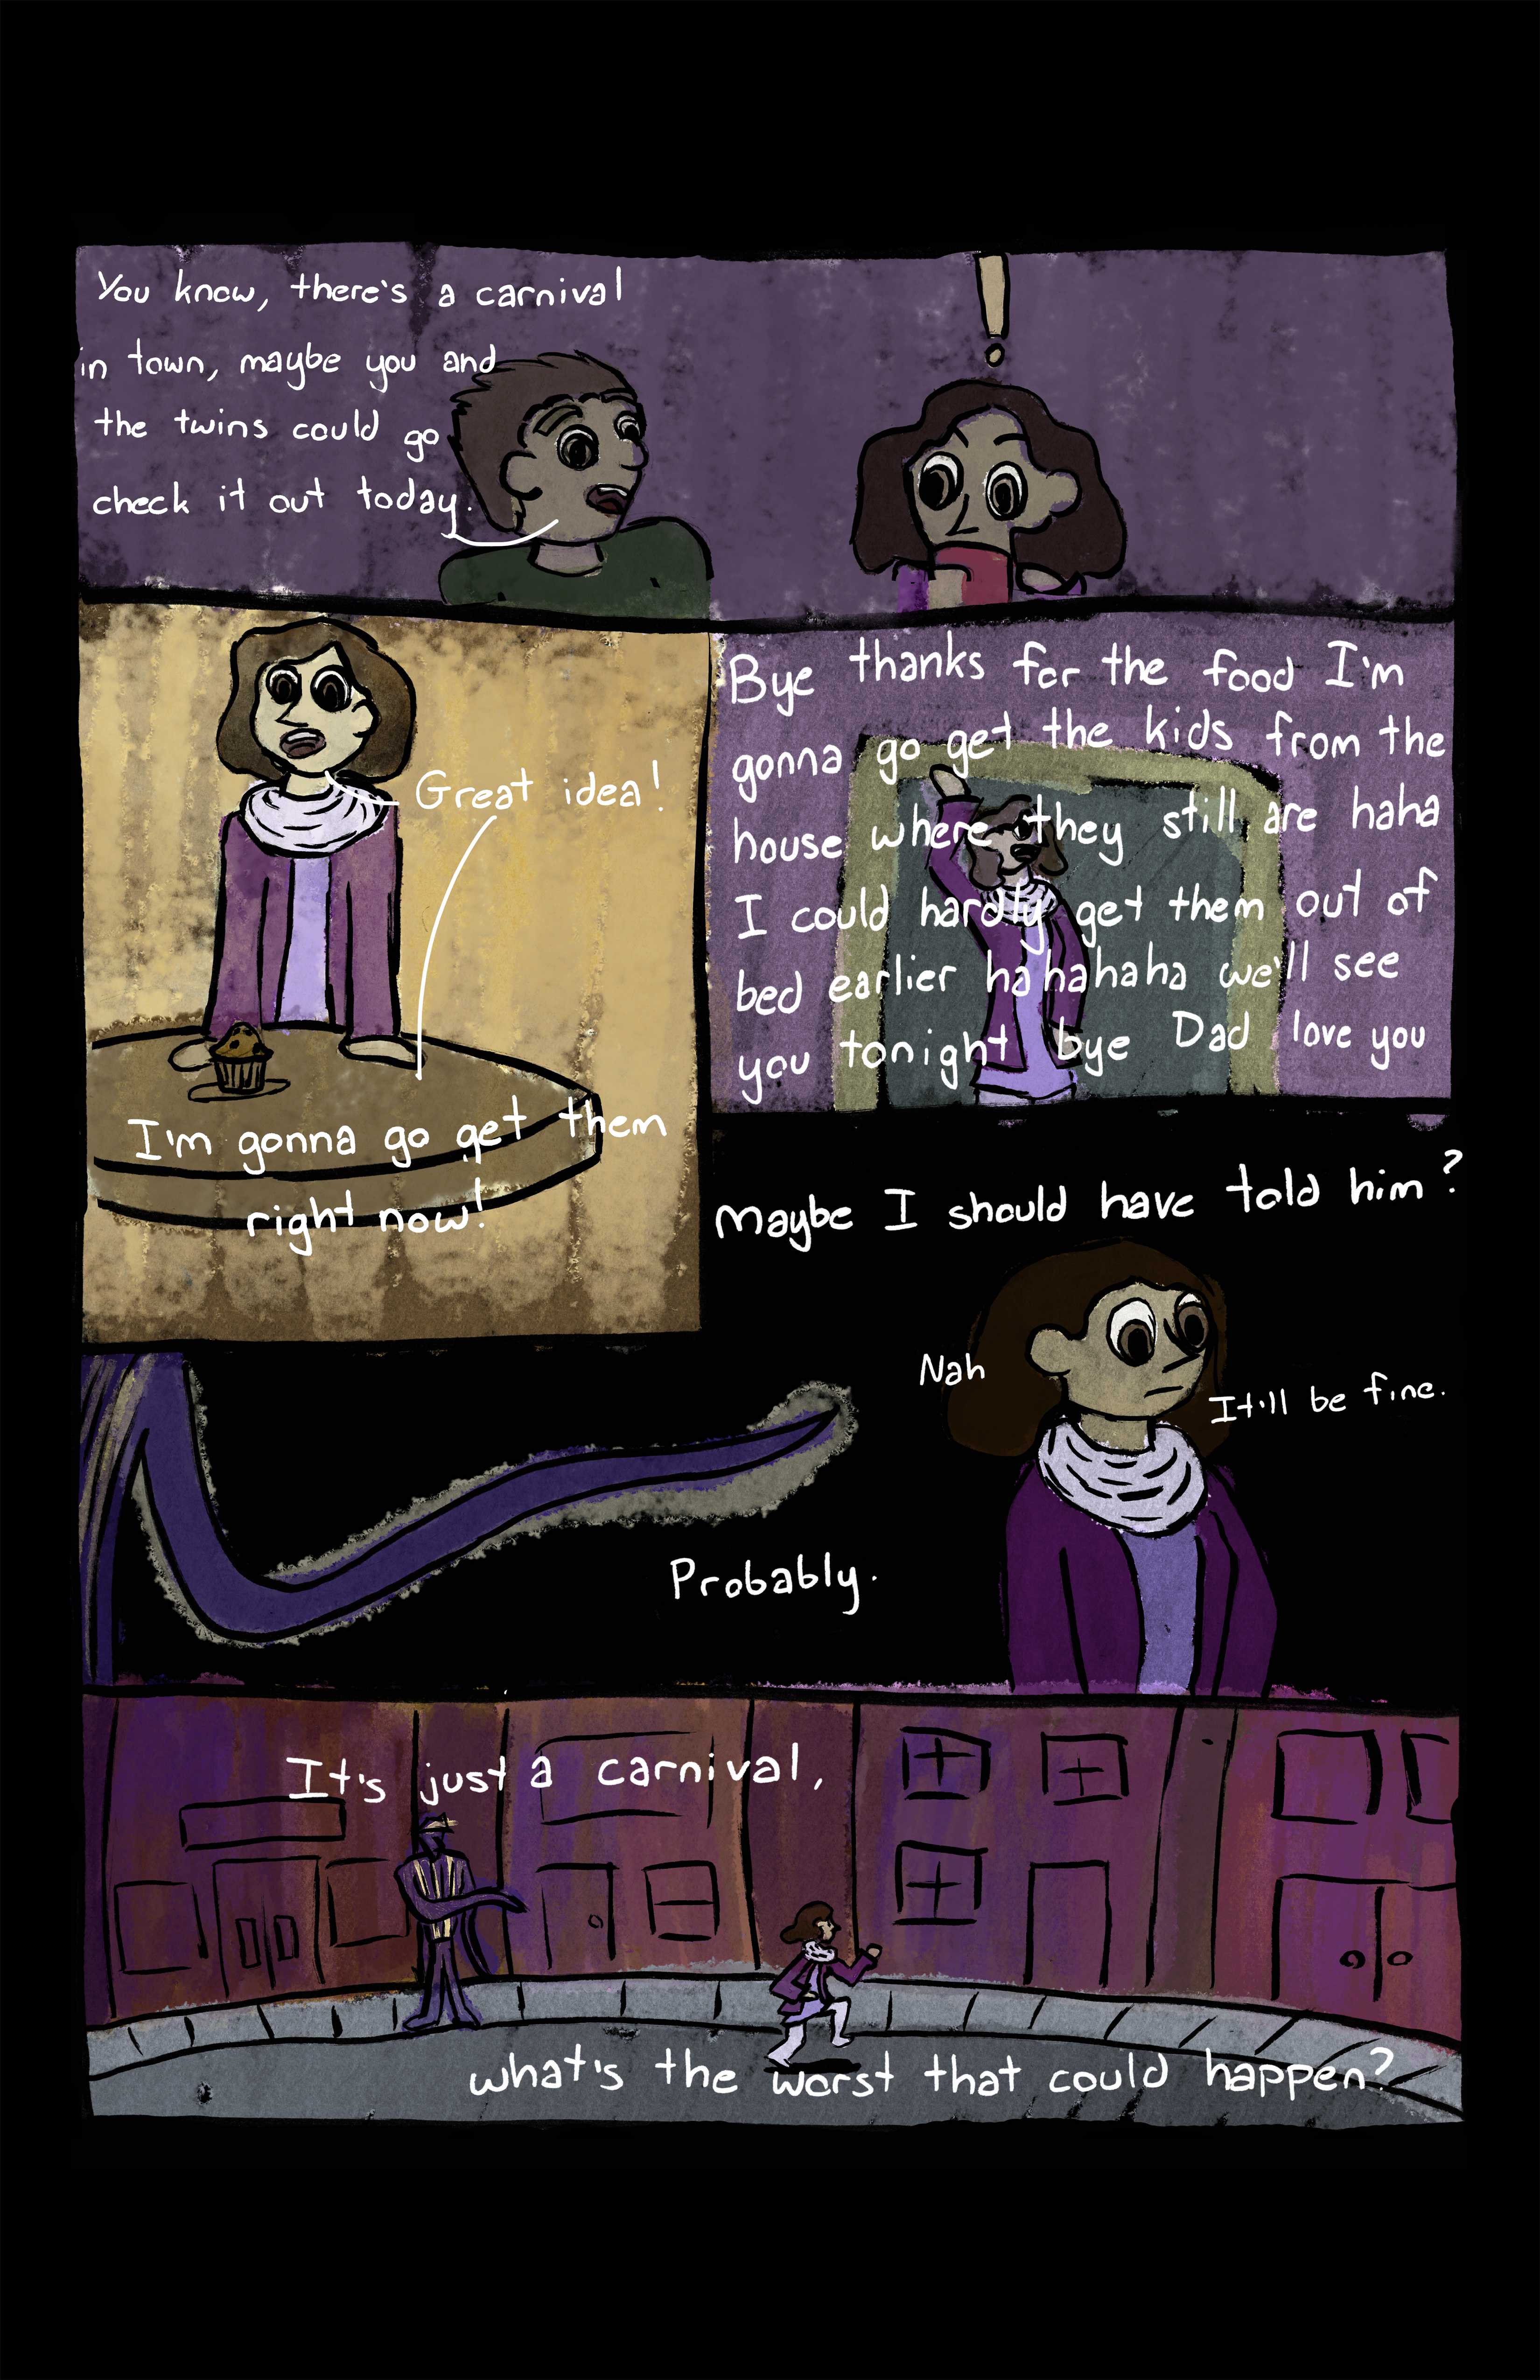 You know, there's a carnival
in town, maybe you and
the twins could go
check it out today.
!
Great idea!
I'm gonna go get them
right now!
Bye thanks for the food I'm
gonna go get the kids from the
house where they still are haha
I could hardly get them out of
bed earlier hahahaha we'll see
you tonight bye Dad love you
Maybe I should have told him?
Nah
It'll be fine.
Probably.
It's just a carnival,
what's the worst that could happen?